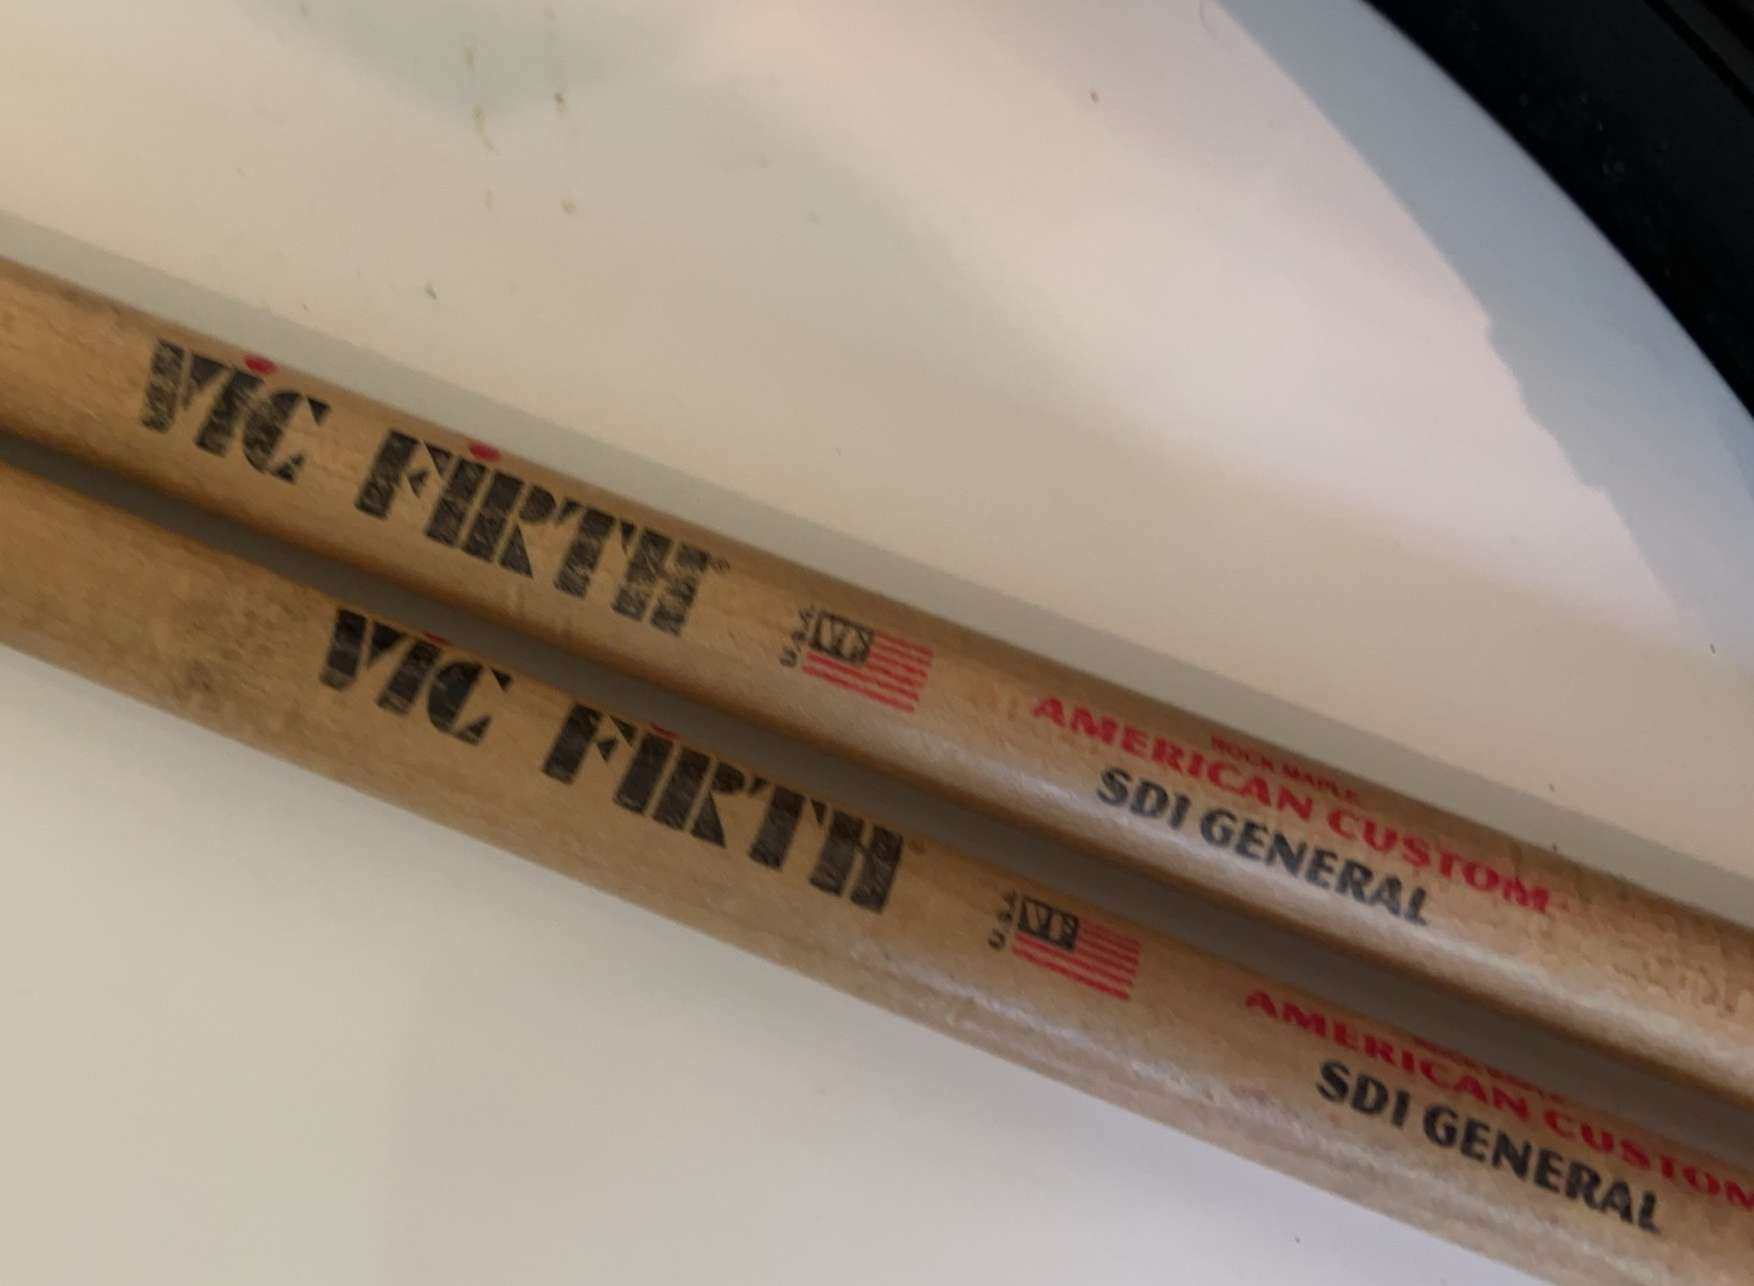 VIC FIRTH®
U.S.A.
VF
ROCK MAPLE
AMERICAN CUSTOM
SD1 GENERAL
VIC FIRTH®
U.S.A.
VF
AMERICAN CUSTOM
SD1 GENERAL